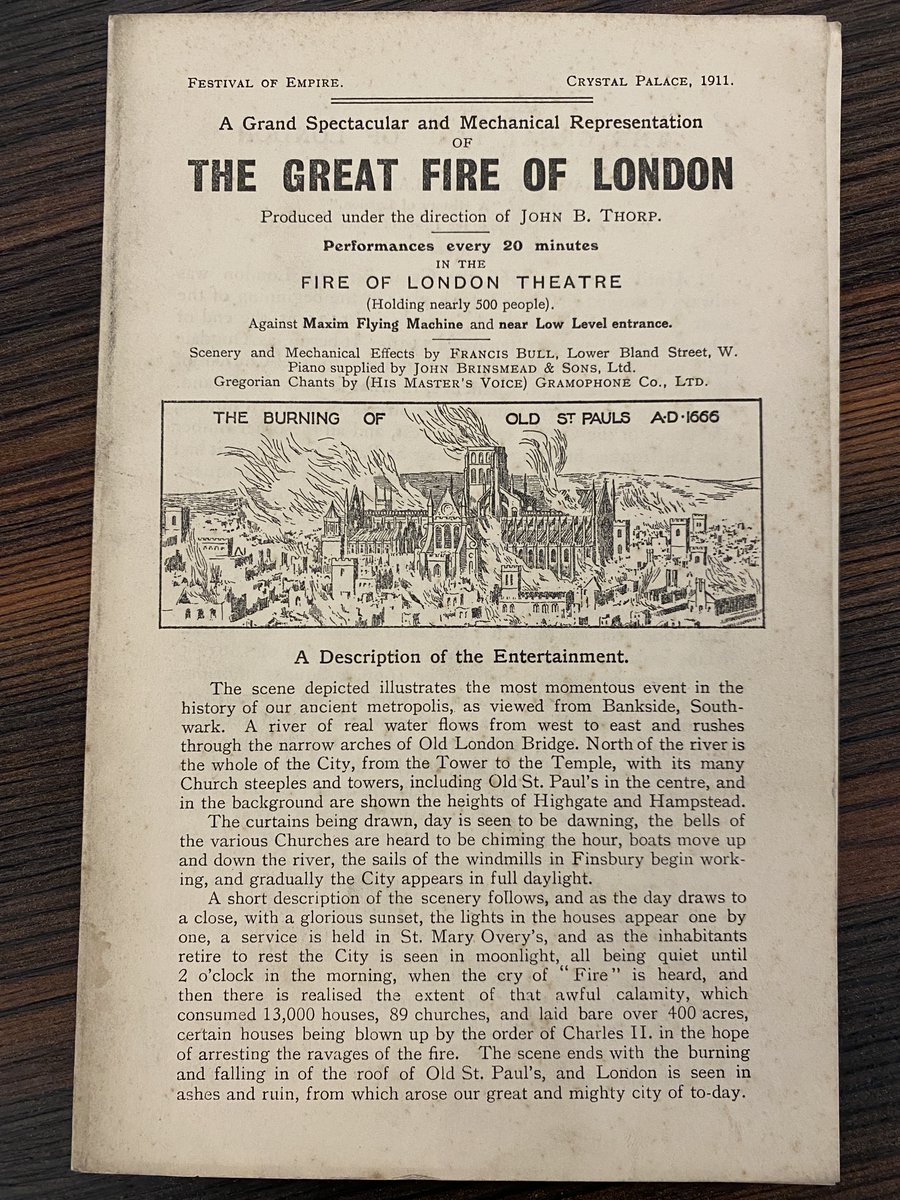 FESTIVAL OF EMPIRE. CRYSTAL PALACE, 1911.
A Grand Spectacular and Mechanical Representation
OF
THE GREAT FIRE OF LONDON
Produced under the direction of JOHN B. THORP.
Performances every 20 minutes
IN THE
FIRE OF LONDON THEATRE
(Holding nearly 500 people).
Against Maxim Flying Machine and near Low Level entrance.
Scenery and Mechanical Effects by FRANCIS BULL, Lower Bland Street, W.
Piano supplied by JOHN BRINSMEAD & SONS, Ltd.
Gregorian Chants by (HIS MASTER'S VOICE) GRAMOPHONE CO., LTD.
THE BURNING OF OLD ST PAULS A·D·1666
A Description of the Entertainment.
The scene depicted illustrates the most momentous event in the
history of our ancient metropolis, as viewed from Bankside, South-
wark. A river of real water flows from west to east and rushes
through the narrow arches of Old London Bridge. North of the river is
the whole of the City, from the Tower to the Temple, with its many
Church steeples and towers, including Old St. Paul's in the centre, and
in the background are shown the heights of Highgate and Hampstead.
The curtains being drawn, day is seen to be dawning, the bells of
the various Churches are heard to be chiming the hour, boats move up
and down the river, the sails of the windmills in Finsbury begin work-
ing, and gradually the City appears in full daylight.
A short description of the scenery follows, and as the day draws to
a close, with a glorious sunset, the lights in the houses appear one by
one, a service is held in St. Mary Overy's, and as the inhabitants
retire to rest the City is seen in moonlight, all being quiet until
2 o'clock in the morning, when the cry of "Fire" is heard, and
then there is realised the extent of that awful calamity, which
consumed 13,000 houses, 89 churches, and laid bare over 400 acres,
certain houses being blown up by the order of Charles II. in the hope
of arresting the ravages of the fire. The scene ends with the burning
and falling in of the roof of Old St. Paul's, and London is seen in
ashes and ruin, from which arose our great and mighty city of to-day.